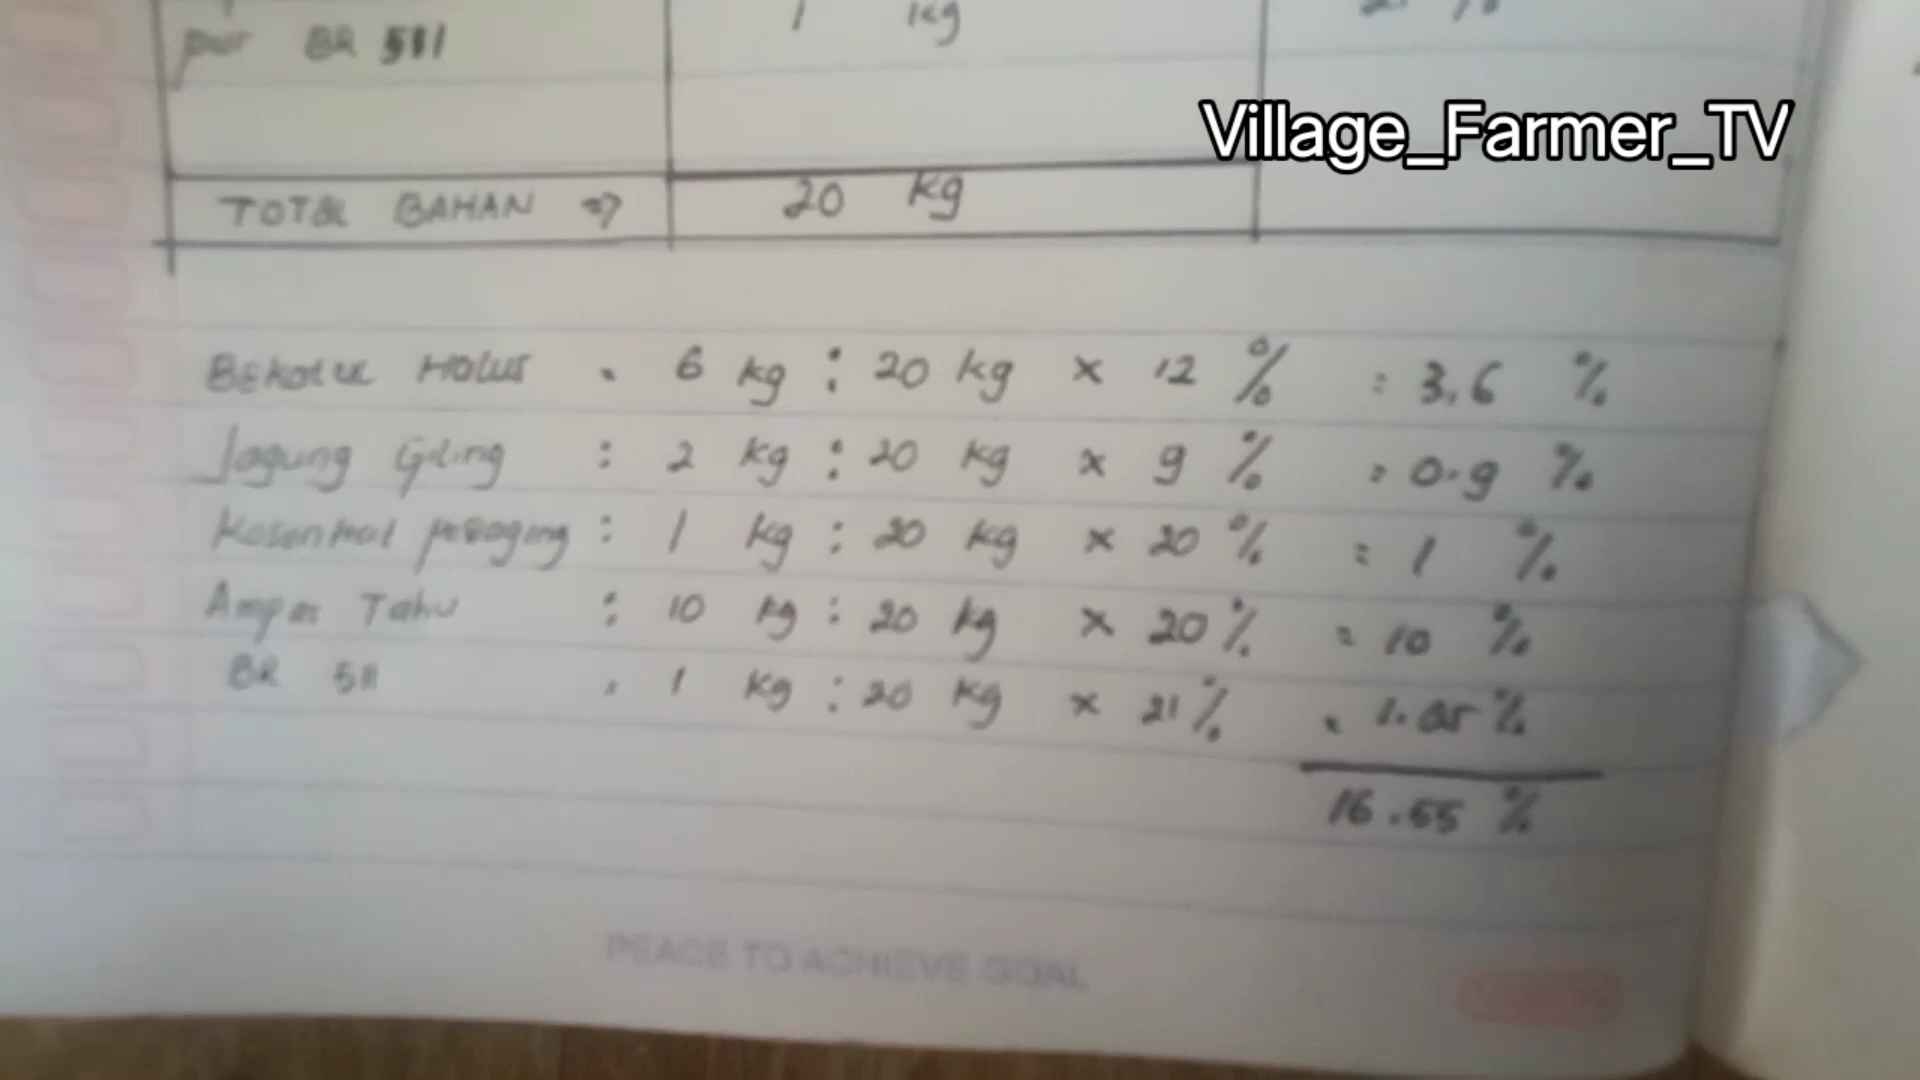 pur BR 511 1 kg
Village_Farmer_TV
TOTAL BAHAN => 20 kg
BEKATUL HALUS . 6 kg : 20 kg x 12 % = 3,6 %
Jagung Giling : 2 kg : 20 kg x 9 % = 0.9 %
: 1 kg : 20 kg x 20 % = 1 %
Ampas Tahu : 10 kg : 20 kg x 20 % = 10 %
BR 511 : 1 kg : 20 kg x 21 % = 1.05 %
16.55 %
PEACE TO ACHIEVE GOAL